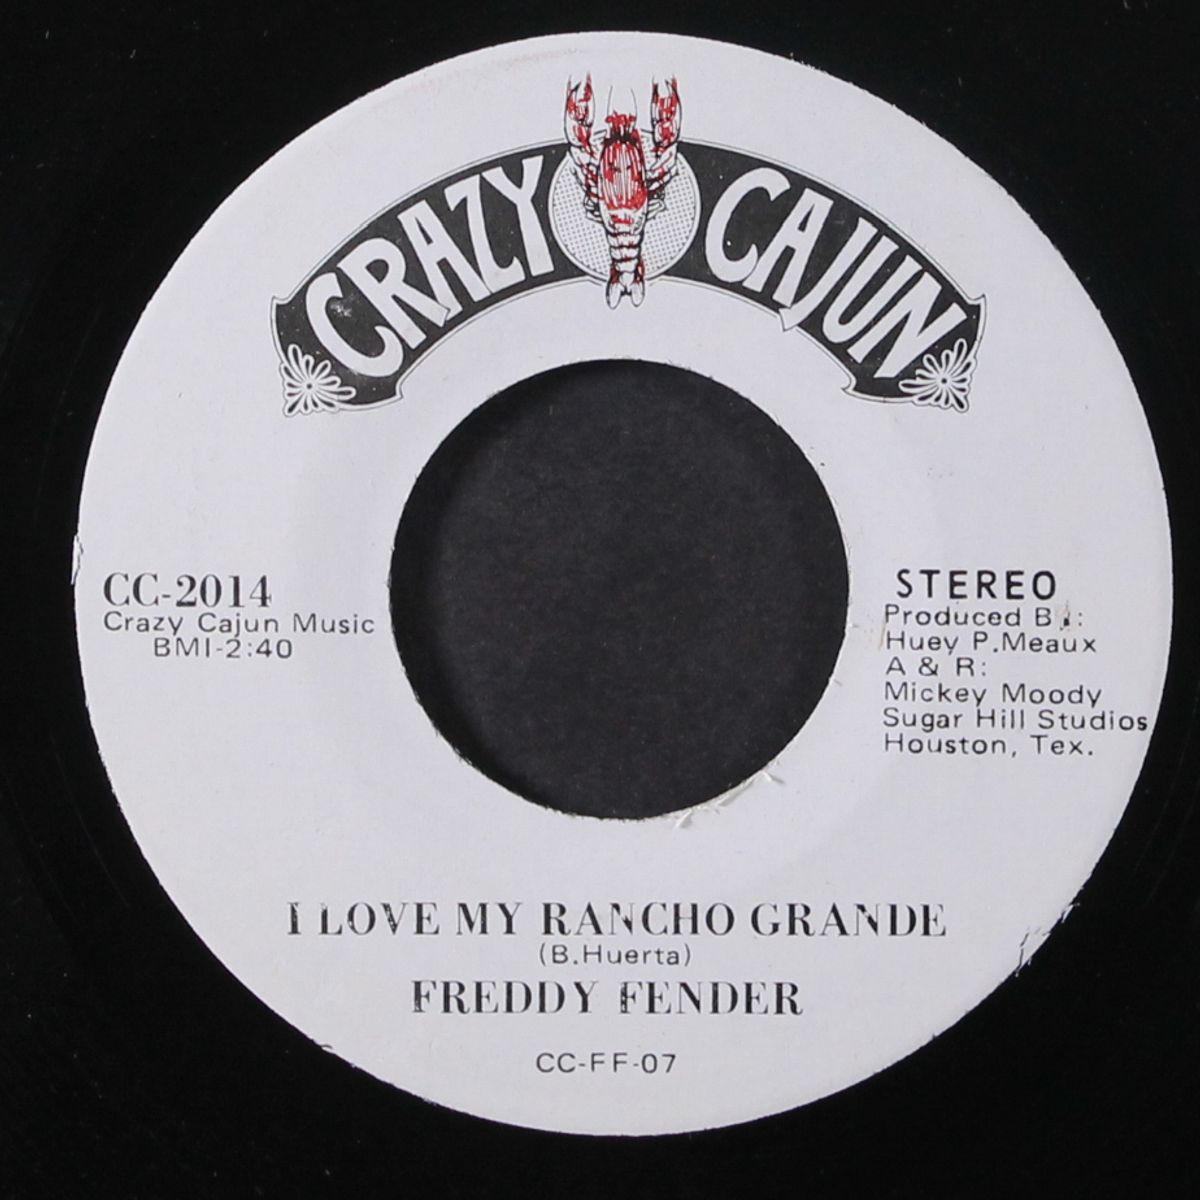 CRAZY CAJUN
CC-2014
Crazy Cajun Music
BMI-2:40
STEREO
Produced By:
Huey P.Meaux
A & R:
Mickey Moody
Sugar Hill Studios
Houston, Tex.
I LOVE MY RANCHO GRANDE
(B.Huerta)
FREDDY FENDER
CC-FF-07